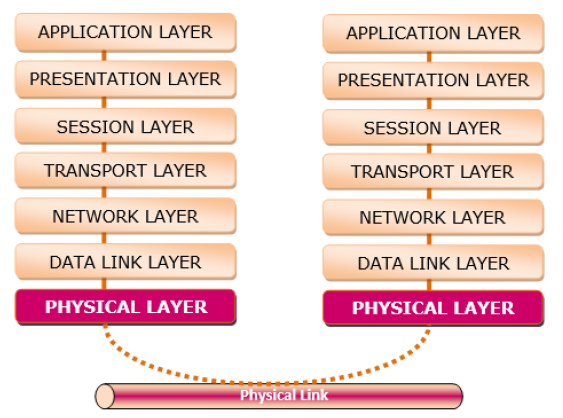 APPLICATION LAYER
PRESENTATION LAYER
SESSION LAYER
TRANSPORT LAYER
NETWORK LAYER
DATA LINK LAYER
PHYSICAL LAYER
APPLICATION LAYER
PRESENTATION LAYER
SESSION LAYER
TRANSPORT LAYER
NETWORK LAYER
DATA LINK LAYER
PHYSICAL LAYER
Physical Link